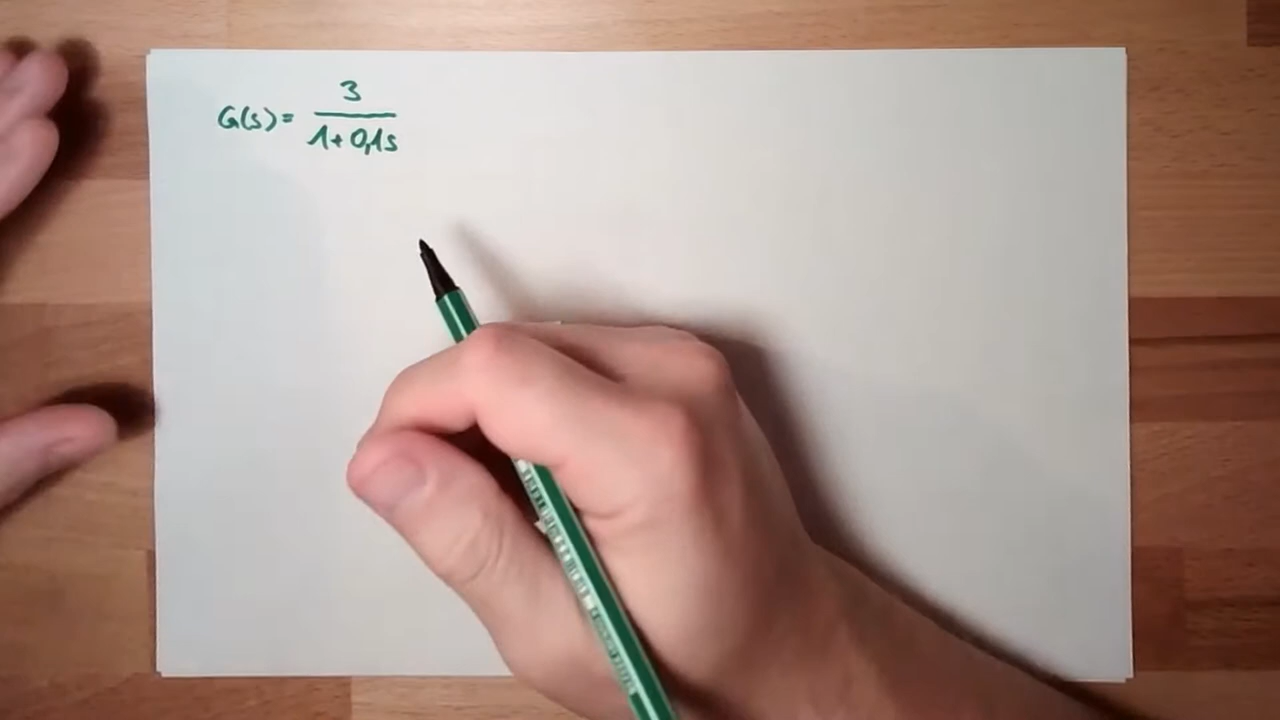 G(s) = 3 / (1 + 0,1s)